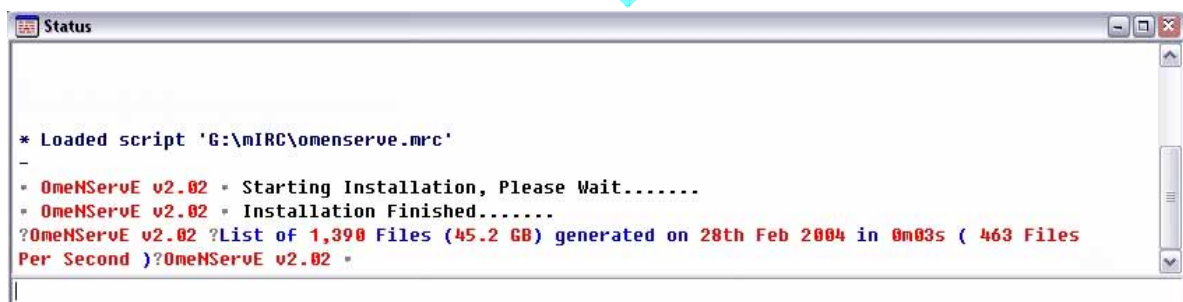 Status
* Loaded script 'G:\mIRC\omenserve.mrc'
-
▪ OmeNServE v2.02 ▪ Starting Installation, Please Wait.......
▪ OmeNServE v2.02 ▪ Installation Finished.......
?OmeNServE v2.02 ?List of 1,390 Files (45.2 GB) generated on 28th Feb 2004 in 0m03s ( 463 Files
Per Second )?OmeNServE v2.02 ▪